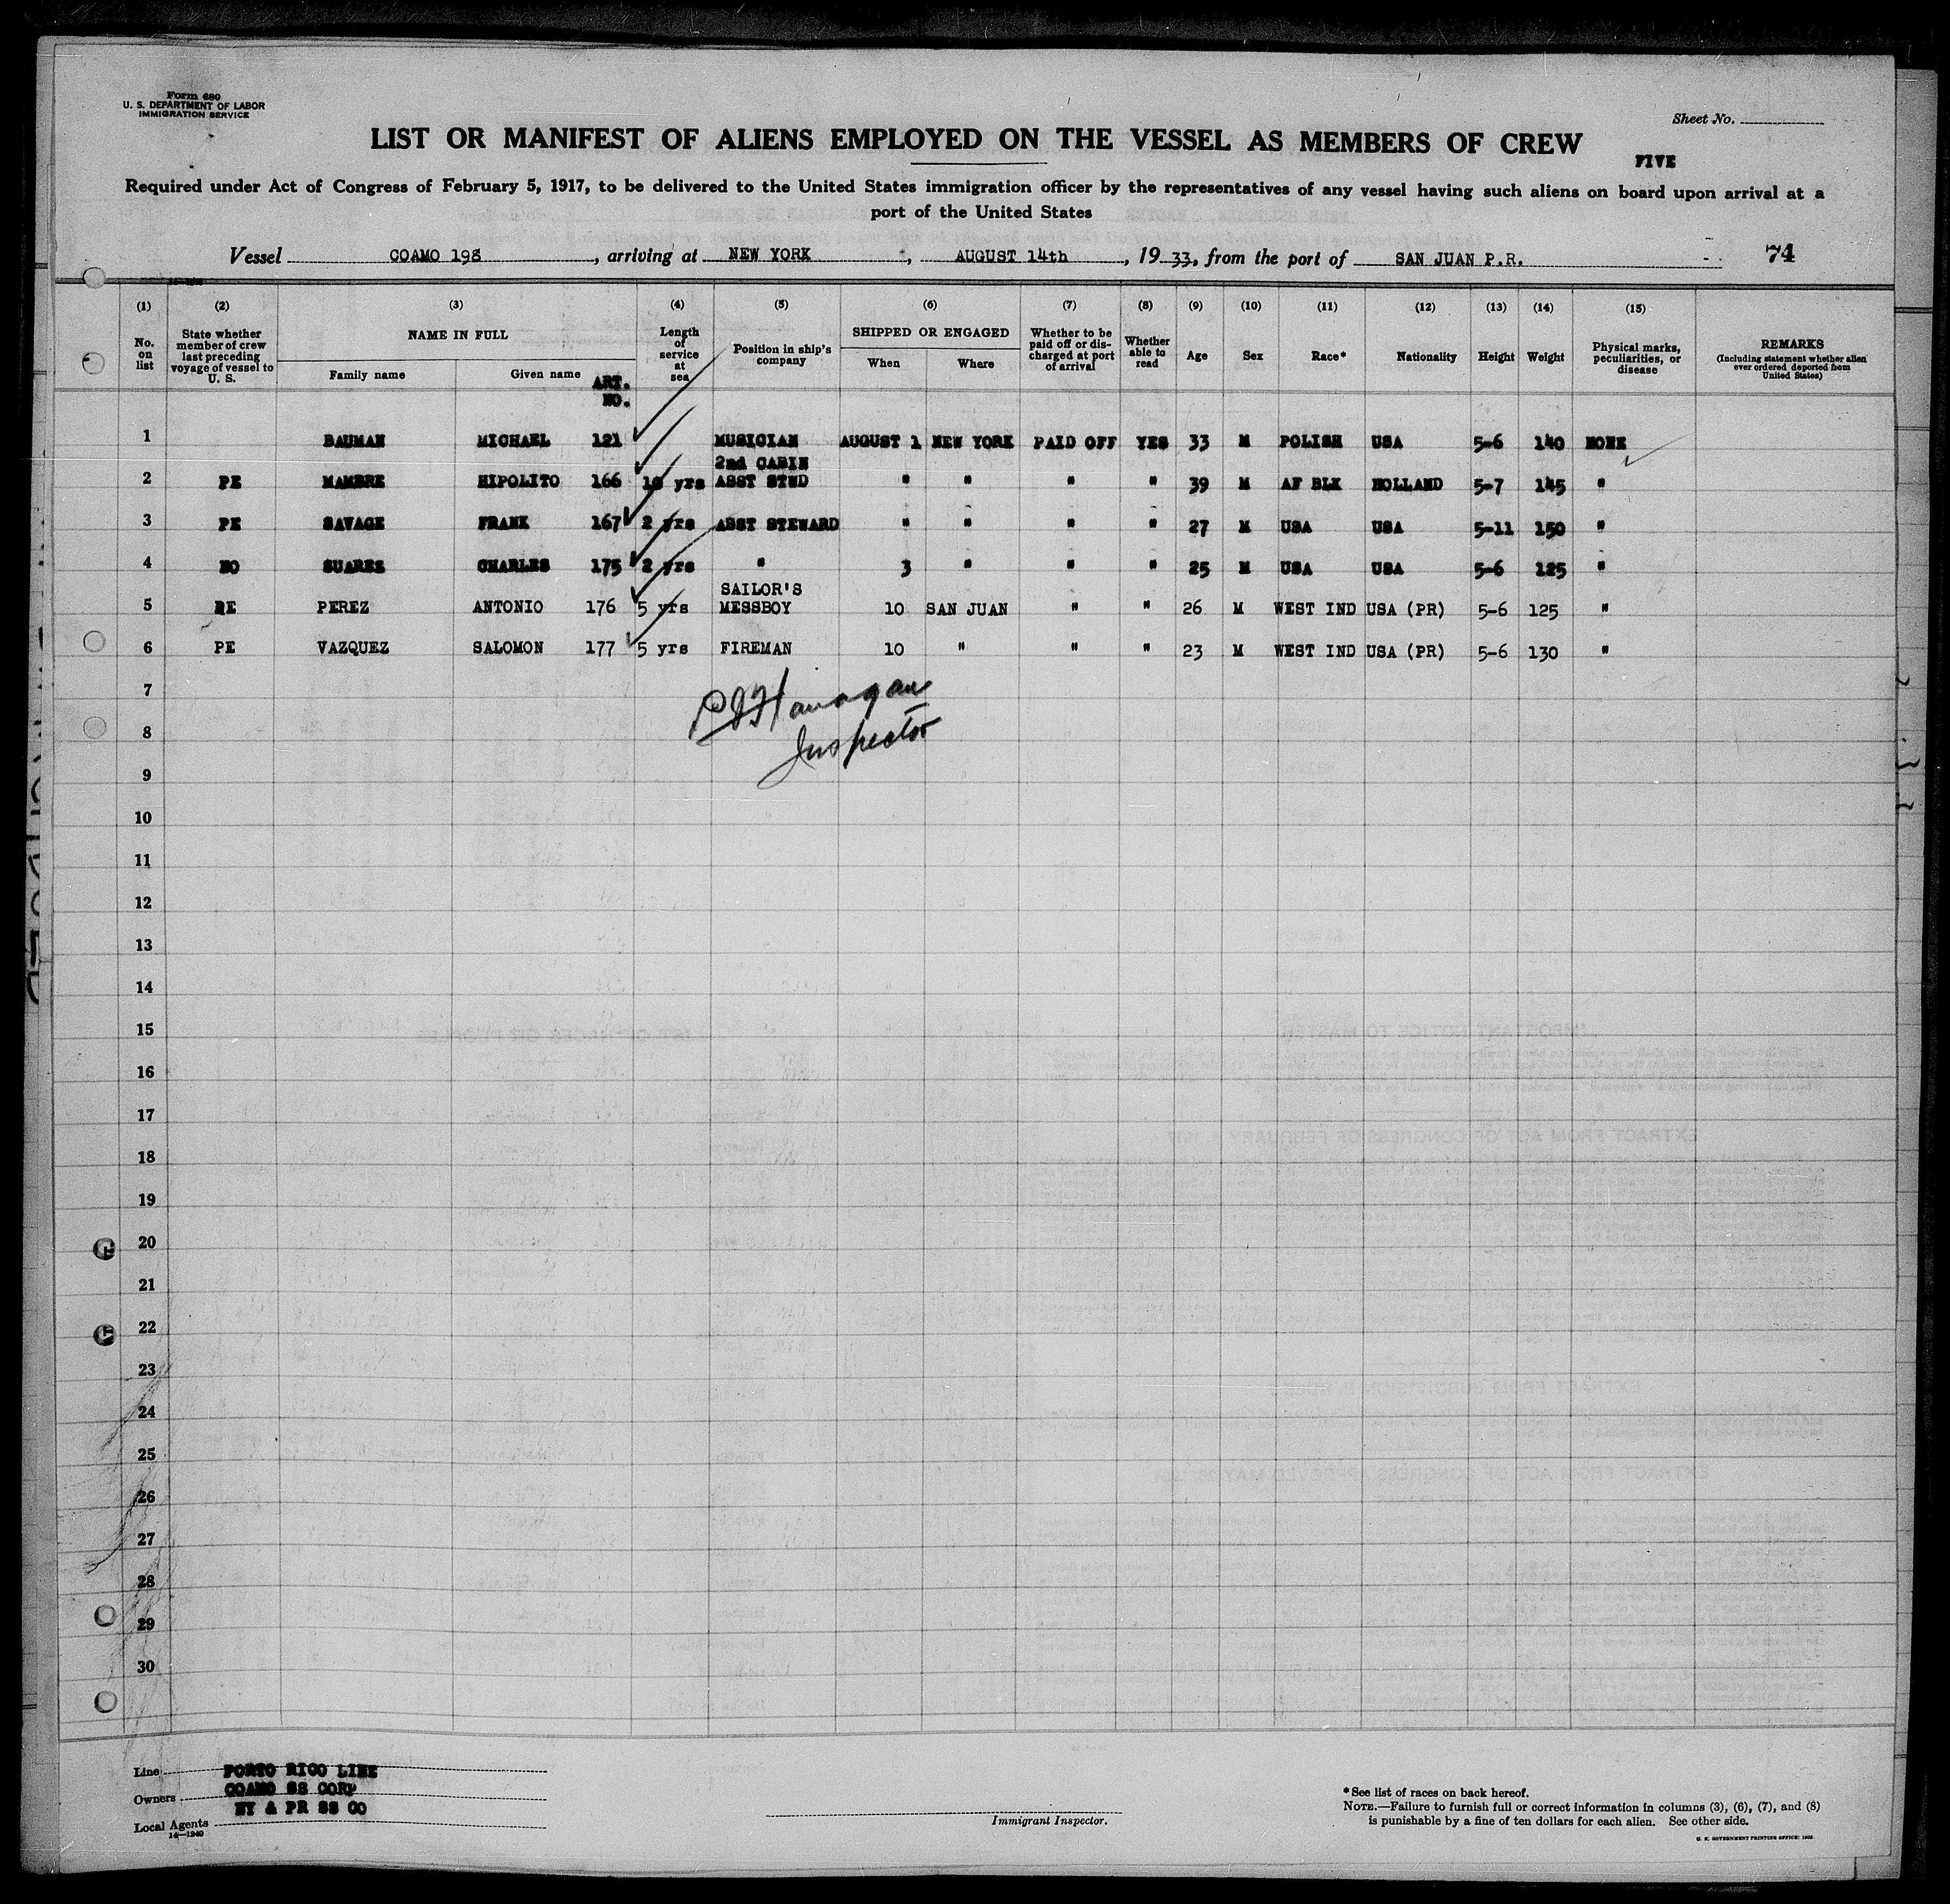 Form 680
U. S. DEPARTMENT OF LABOR
IMMIGRATION SERVICE
Sheet No.
LIST OR MANIFEST OF ALIENS EMPLOYED ON THE VESSEL AS MEMBERS OF CREW
FIVE
Required under Act of Congress of February 5, 1917, to be delivered to the United States immigration officer by the representatives of any vessel having such aliens on board upon arrival at a
port of the United States
Vessel COAMO 198, arriving at NEW YORK, AUGUST 14th, 1933, from the port of SAN JUAN P.R. 74
(1) (2) (3) (4) (5) (6) (7) (8) (9) (10) (11) (12) (13) (14) (15)
No. on list State whether member of crew last preceding voyage of vessel to U. S. NAME IN FULL Family name Given name Length of service at sea Position in ship's company SHIPPED OR ENGAGED When Where Whether to be paid off or discharged at port of arrival Whether able to read Age Sex Race* Nationality Height Weight Physical marks, peculiarities, or disease REMARKS (Including statement whether alien ever ordered deported from United States)
ART.
NO.
1 BAUMAN MICHAEL 121 MUSICIAN AUGUST 1 NEW YORK PAID OFF YES 33 M POLISH USA 5-6 140 NONE
2nd CABIN
2 PE MAMBRE HIPOLITO 166 yrs ASST STWD " " " " 39 M AF BLK HOLLAND 5-7 145 "
3 PE SAVAGE FRANK 167 2 yrs ASST STEWARD " " " " 27 M USA USA 5-11 150 "
4 NO SUAREZ CHARLES 175 2 yrs " 3 " " " 25 M USA USA 5-6 125 "
SAILOR'S
5 RE PEREZ ANTONIO 176 5 yrs MESSBOY 10 SAN JUAN " " 26 M WEST IND USA (PR) 5-6 125 "
6 PE VAZQUEZ SALOMON 177 5 yrs FIREMAN 10 " " " 23 M WEST IND USA (PR) 5-6 130 "
7
Inspector
8
9
10
11
12
13
14
15
16
17
18
19
20
21
22
23
24
25
26
27
28
29
30
Line PORTO RICO LINE
Owners COAMO SS CORP
Local Agents NY & PR SS CO
14-1240
Immigrant Inspector.
*See list of races on back hereof.
NOTE.—Failure to furnish full or correct information in columns (3), (6), (7), and (8)
is punishable by a fine of ten dollars for each alien. See other side.